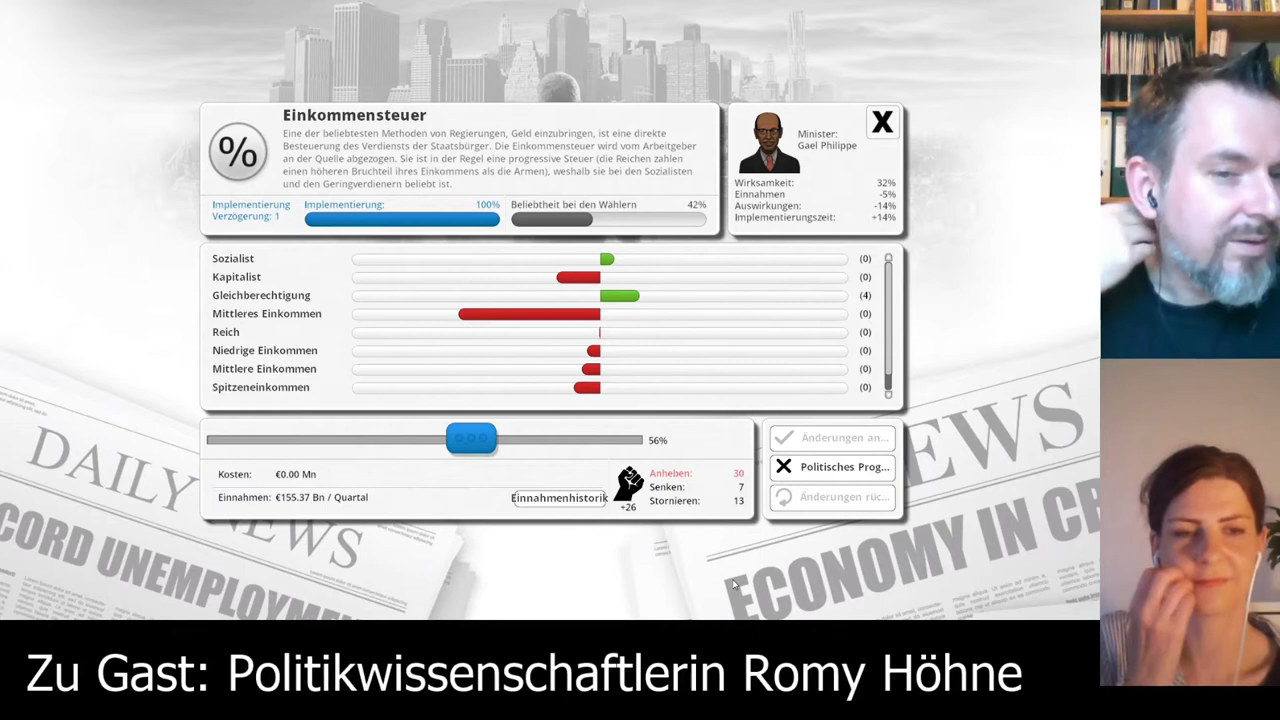 Einkommensteuer
Eine der beliebtesten Methoden von Regierungen, Geld einzubringen, ist eine direkte
Besteuerung des Verdiensts der Staatsbürger. Die Einkommensteuer wird vom Arbeitgeber
an der Quelle abgezogen. Sie ist in der Regel eine progressive Steuer (die Reichen zahlen
einen höheren Bruchteil ihres Einkommens als die Armen), weshalb sie bei den Sozialisten
und den Geringverdienern beliebt ist.
%
Implementierung
Verzögerung: 1
Implementierung: 100%
Beliebtheit bei den Wählern 42%
X
Minister:
Gael Philippe
Wirksamkeit: 32%
Einnahmen -5%
Auswirkungen: -14%
Implementierungszeit: +14%
Sozialist (0)
Kapitalist (0)
Gleichberechtigung (4)
Mittleres Einkommen (0)
Reich (0)
Niedrige Einkommen (0)
Mittlere Einkommen (0)
Spitzeneinkommen (0)
56%
Kosten: €0.00 Mn
Einnahmen: €155.37 Bn / Quartal
Einnahmenhistorik
+26
Anheben: 30
Senken: 7
Stornieren: 13
Änderungen an...
Politisches Prog...
Änderungen rüc...
DAILY NEWS
CORD UNEMPLOYME
NEWS
ECONOMY IN CR
Zu Gast: Politikwissenschaftlerin Romy Höhne